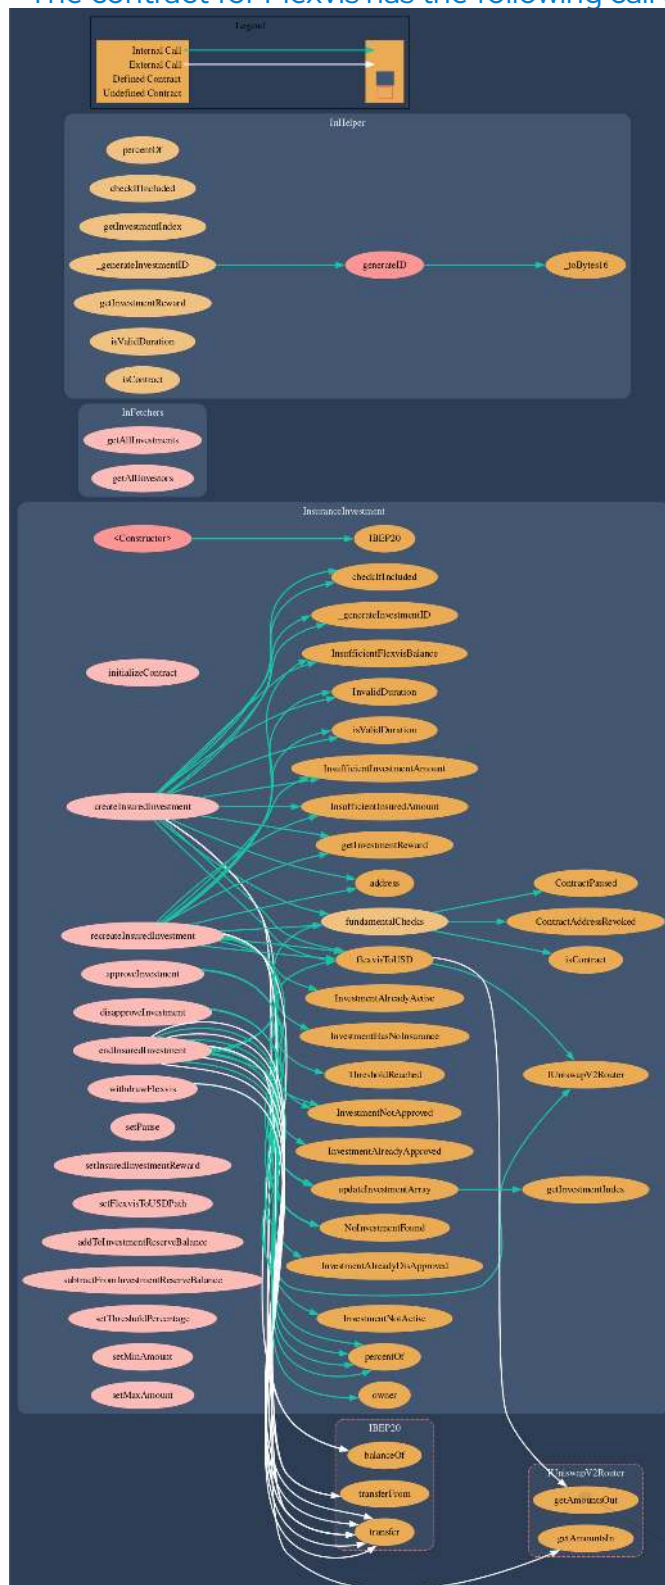 The contract for Flexvis has the following call
Legend
Internal Call
External Call
Defined Contract
Undefined Contract
InHelper
percentOf
checkIfIncluded
getInvestmentIndex
_generateInvestmentID
generateID
_toBytes16
getInvestmentReward
isValidDuration
isContract
InFetchers
getAllInvestments
getAllInvestors
InsuranceInvestment
<Constructor>
IBEP20
checkIfIncluded
_generateInvestmentID
InsufficientFlexvisBalance
initializeContract
InvalidDuration
isValidDuration
InsufficientInvestmentAmount
createInsuredInvestment
InsufficientInsuredAmount
getInvestmentReward
address
ContractPaused
fundamentalChecks
ContractAddressRevoked
recreateInsuredInvestment
flexvisToUSD
isContract
approveInvestment
InvestmentAlreadyActive
disapproveInvestment
InvestmentHasNoInsurance
endInsuredInvestment
ThresholdReached
IUniswapV2Router
withdrawFlexvis
InvestmentNotApproved
setPause
InvestmentAlreadyApproved
setInsuredInvestmentReward
updateInvestmentArray
getInvestmentIndex
setFlexvisToUSDPath
NoInvestmentFound
addToInvestmentReserveBalance
InvestmentAlreadyDisApproved
subtractFromInvestmentReserveBalance
setThresholdPercentage
InvestmentNotActive
setMinAmount
percentOf
setMaxAmount
owner
IBEP20
balanceOf
IUniswapV2Router
transferFrom
getAmountsOut
transfer
getAmountsIn